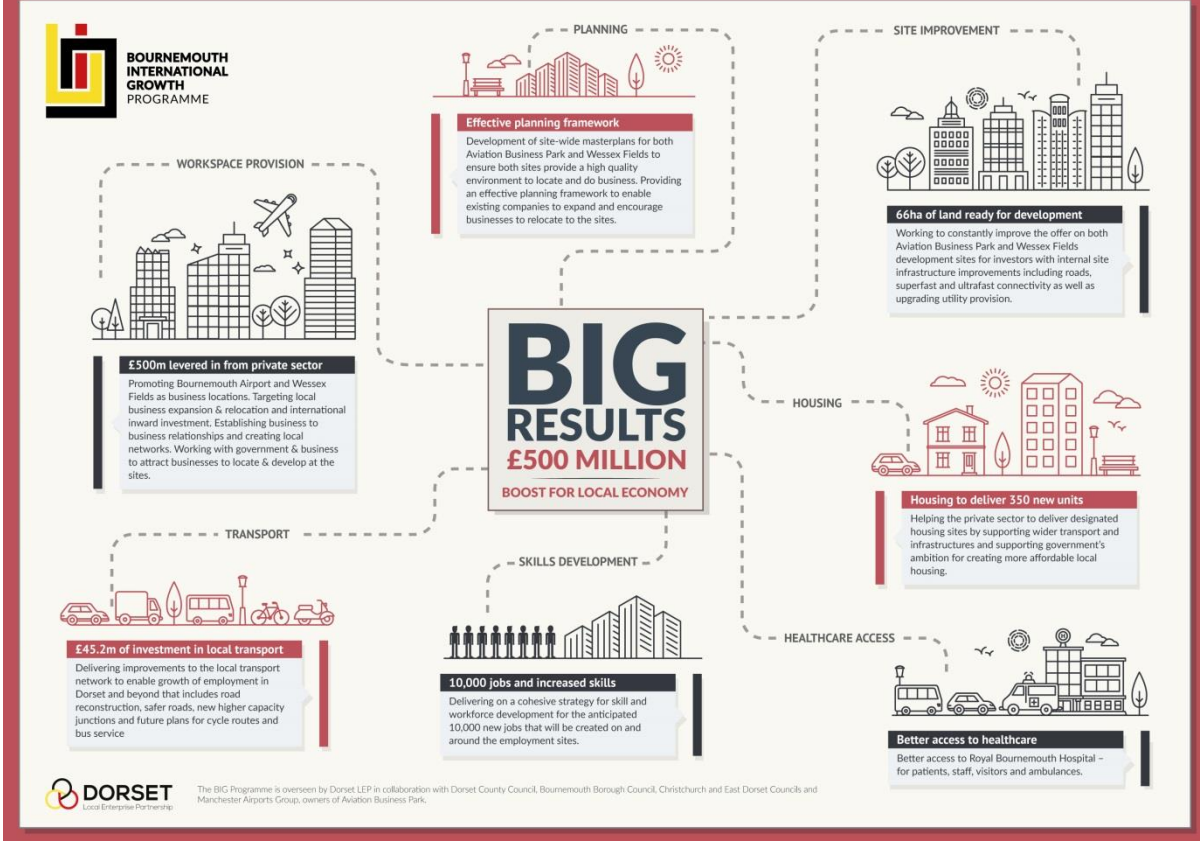 BOURNEMOUTH
INTERNATIONAL
GROWTH
PROGRAMME
PLANNING
Effective planning framework
Development of site-wide masterplans for both
Aviation Business Park and Wessex Fields to
ensure both sites provide a high quality
environment to locate and do business. Providing
an effective planning framework to enable
existing companies to expand and encourage
businesses to relocate to the sites.
SITE IMPROVEMENT
66ha of land ready for development
Working to constantly improve the offer on both
Aviation Business Park and Wessex Fields
development sites for investors with internal site
infrastructure improvements including roads,
superfast and ultrafast connectivity as well as
upgrading utility provision.
WORKSPACE PROVISION
£500m levered in from private sector
Promoting Bournemouth Airport and Wessex
Fields as business locations. Targeting local
business expansion & relocation and international
inward investment. Establishing business to
business relationships and creating local
networks. Working with government & business
to attract businesses to locate & develop at the
sites.
BIG
RESULTS
£500 MILLION
BOOST FOR LOCAL ECONOMY
HOUSING
Housing to deliver 350 new units
Helping the private sector to deliver designated
housing sites by supporting wider transport and
infrastructures and supporting government's
ambition for creating more affordable local
housing.
TRANSPORT
£45.2m of investment in local transport
Delivering improvements to the local transport
network to enable growth of employment in
Dorset and beyond that includes road
reconstruction, safer roads, new higher capacity
junctions and future plans for cycle routes and
bus service
SKILLS DEVELOPMENT
10,000 jobs and increased skills
Delivering on a cohesive strategy for skill and
workforce development for the anticipated
10,000 new jobs that will be created on and
around the employment sites.
HEALTHCARE ACCESS
H
Better access to healthcare
Better access to Royal Bournemouth Hospital –
for patients, staff, visitors and ambulances.
DORSET
Local Enterprise Partnership
The BIG Programme is overseen by Dorset LEP in collaboration with Dorset County Council, Bournemouth Borough Council, Christchurch and East Dorset Councils and
Manchester Airports Group, owners of Aviation Business Park.